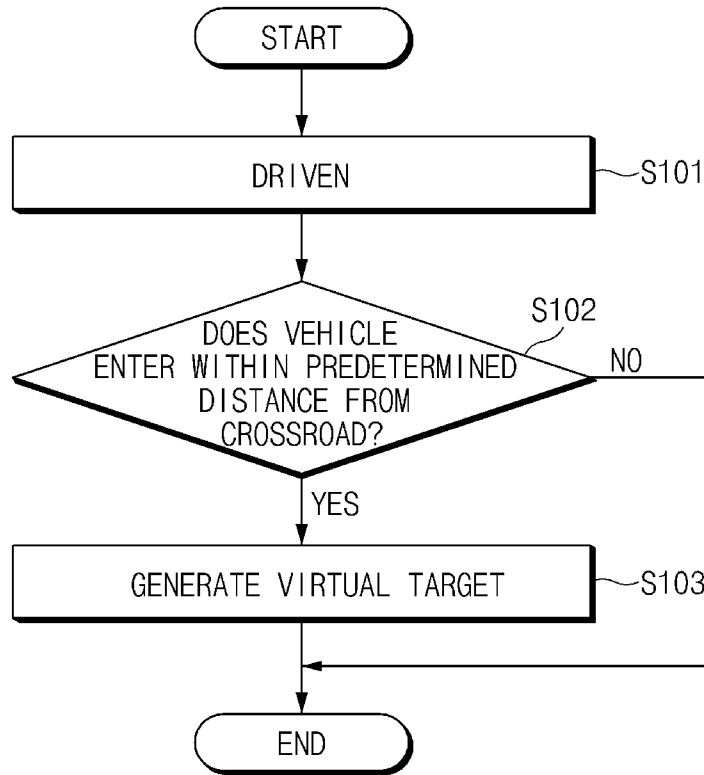 START
DRIVEN
S101
S102
DOES VEHICLE
ENTER WITHIN PREDETERMINED
DISTANCE FROM
CROSSROAD?
NO
YES
GENERATE VIRTUAL TARGET
S103
END